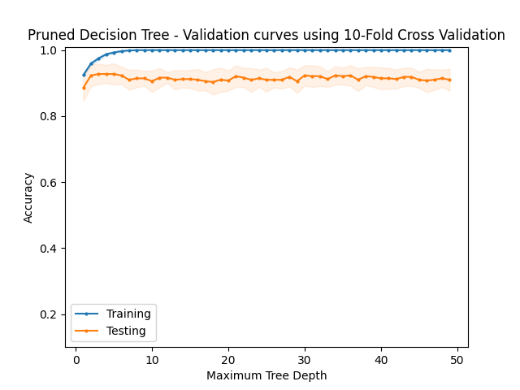 Pruned Decision Tree - Validation curves using 10-Fold Cross Validation
1.0
0.8
0.6
0.4
0.2
Accuracy
Training
Testing
0 10 20 30 40 50
Maximum Tree Depth